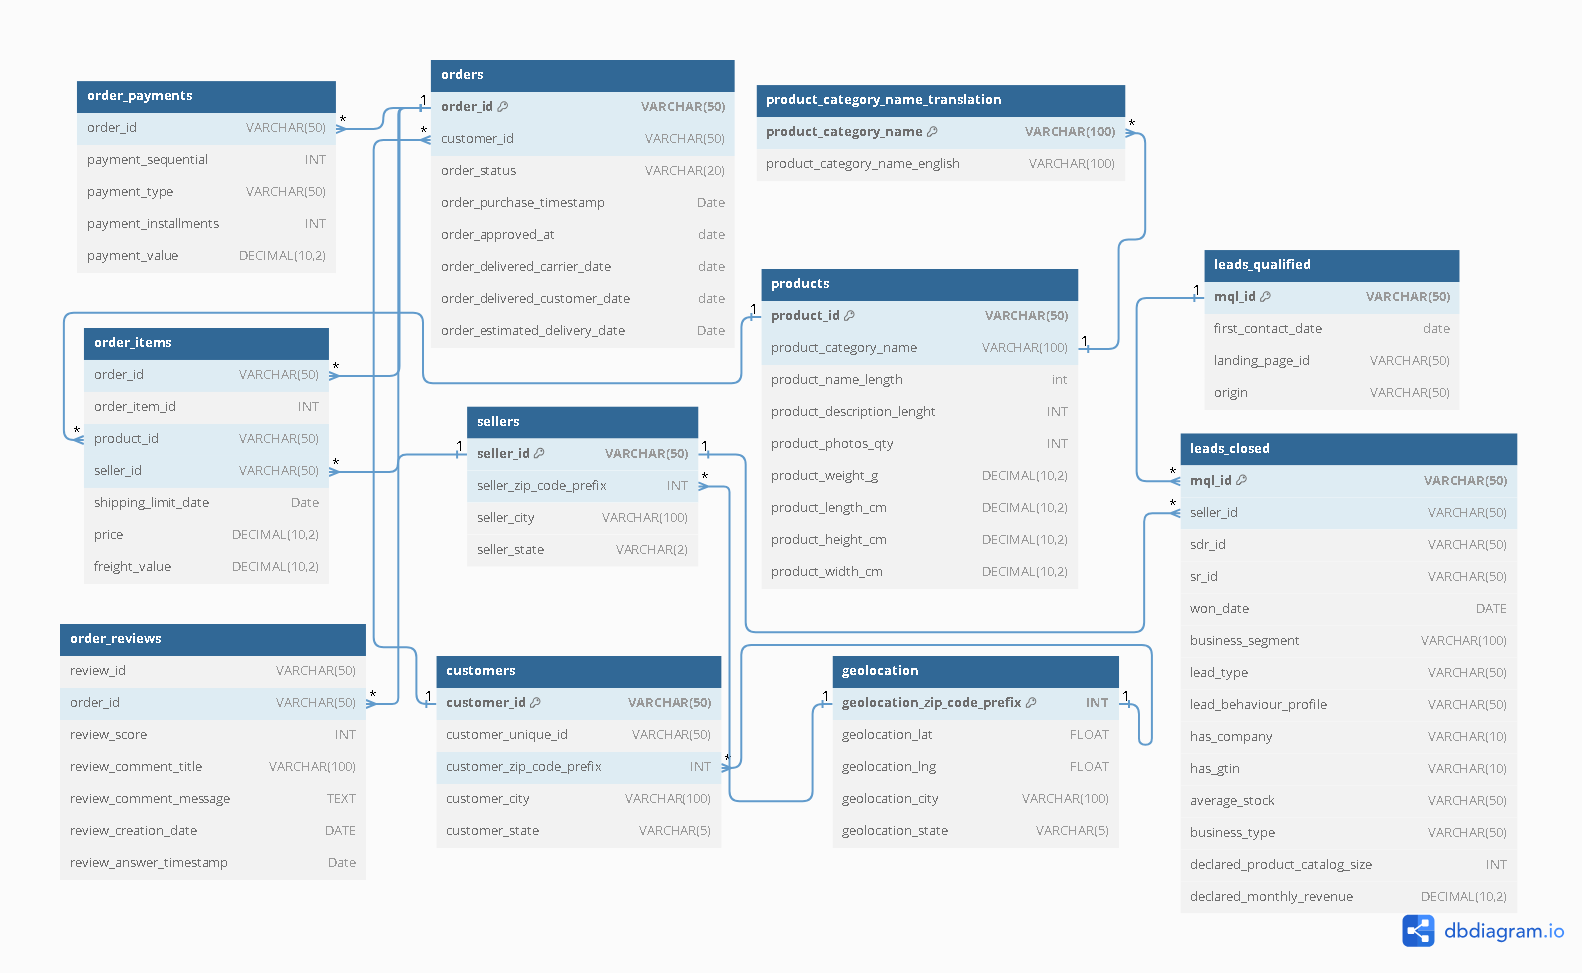 order_payments
order_id VARCHAR(50)
payment_sequential INT
payment_type VARCHAR(50)
payment_installments INT
payment_value DECIMAL(10,2)
*
orders
1 order_id VARCHAR(50)
* customer_id VARCHAR(50)
order_status VARCHAR(20)
order_purchase_timestamp Date
order_approved_at date
order_delivered_carrier_date date
order_delivered_customer_date date
order_estimated_delivery_date Date
product_category_name_translation
product_category_name VARCHAR(100) *
product_category_name_english VARCHAR(100)
order_items
order_id VARCHAR(50) *
order_item_id INT
* product_id VARCHAR(50)
seller_id VARCHAR(50) *
shipping_limit_date Date
price DECIMAL(10,2)
freight_value DECIMAL(10,2)
products
1 product_id VARCHAR(50)
product_category_name VARCHAR(100) 1
product_name_length int
product_description_lenght INT
product_photos_qty INT
product_weight_g DECIMAL(10,2)
product_length_cm DECIMAL(10,2)
product_height_cm DECIMAL(10,2)
product_width_cm DECIMAL(10,2)
leads_qualified
1 mql_id VARCHAR(50)
first_contact_date date
landing_page_id VARCHAR(50)
origin VARCHAR(50)
sellers
1 seller_id VARCHAR(50) 1
seller_zip_code_prefix INT *
seller_city VARCHAR(100)
seller_state VARCHAR(2)
leads_closed
* mql_id VARCHAR(50)
* seller_id VARCHAR(50)
sdr_id VARCHAR(50)
sr_id VARCHAR(50)
won_date DATE
business_segment VARCHAR(100)
lead_type VARCHAR(50)
lead_behaviour_profile VARCHAR(50)
has_company VARCHAR(10)
has_gtin VARCHAR(10)
average_stock VARCHAR(50)
business_type VARCHAR(50)
declared_product_catalog_size INT
declared_monthly_revenue DECIMAL(10,2)
order_reviews
review_id VARCHAR(50)
order_id VARCHAR(50) *
review_score INT
review_comment_title VARCHAR(100)
review_comment_message TEXT
review_creation_date DATE
review_answer_timestamp Date
customers
1 customer_id VARCHAR(50)
customer_unique_id VARCHAR(50)
customer_zip_code_prefix INT *
customer_city VARCHAR(100)
customer_state VARCHAR(5)
geolocation
1 geolocation_zip_code_prefix INT 1
geolocation_lat FLOAT
geolocation_lng FLOAT
geolocation_city VARCHAR(100)
geolocation_state VARCHAR(5)
dbdiagram.io